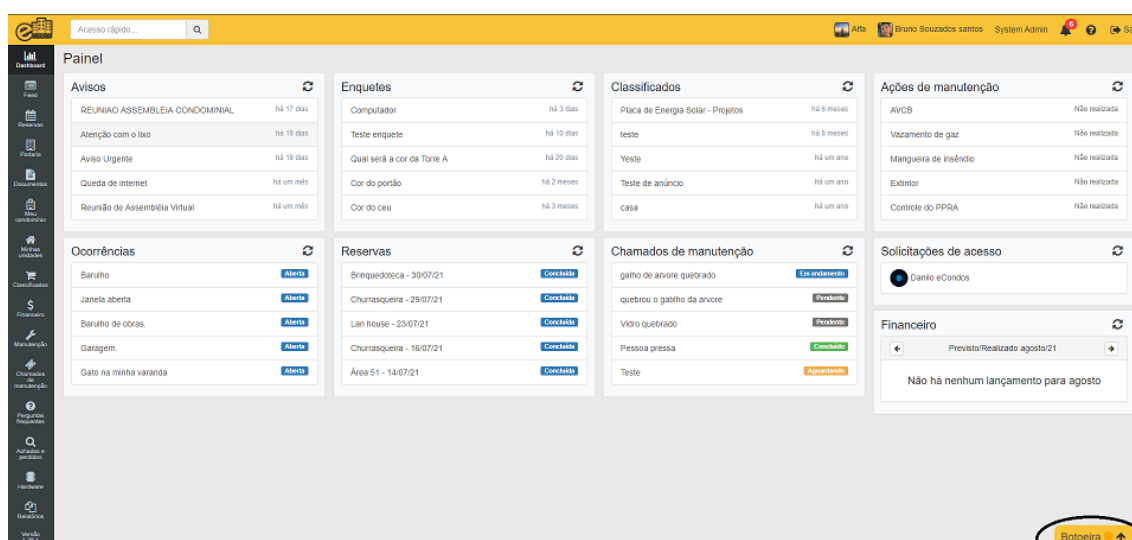 Acesso rápido...
Alfa
Bruno Souzados santos
System Admin
6
Sa
Dashboard
Feed
Reservas
Portaria
Documentos
Meu
condomínio
Minhas
unidades
Classificados
Financeiro
Manutenção
Chamados
de
manutenção
Perguntas
frequentes
Achados e
perdidos
Hardware
Relatórios
Versão
Painel
Avisos
REUNIAO ASSEMBLEIA CONDOMINIAL há 17 dias
Atenção com o lixo há 18 dias
Aviso Urgente há 18 dias
Queda de internet há um mês
Reunião de Assembléia Virtual há um mês
Enquetes
Computador há 3 dias
Teste enquete há 10 dias
Qual será a cor da Torre A há 20 dias
Cor do portão há 2 meses
Cor do ceu há 3 meses
Classificados
Placa de Energia Solar - Projetos há 6 meses
teste há 8 meses
Yeste há um ano
Teste de anúncio há um ano
casa há um ano
Ações de manutenção
AVCB Não realizada
Vazamento de gaz Não realizada
Mangueira de insêndio Não realizada
Extintor Não realizada
Controle do PPRA Não realizada
Ocorrências
Barulho Aberta
Janela aberta Aberta
Barulho de obras. Aberta
Garagem. Aberta
Gato na minha varanda Aberta
Reservas
Brinquedoteca - 30/07/21 Concluída
Churrasqueira - 29/07/21 Concluída
Lan house - 23/07/21 Concluída
Churrasqueira - 16/07/21 Concluída
Área 51 - 14/07/21 Concluída
Chamados de manutenção
galho de arvore quebrado Em andamento
quebrou o gablho da arvore Pendente
Vidro quebrado Pendente
Pessoa pressa Concluído
Teste Aguardando
Solicitações de acesso
Danilo eCondos
Financeiro
Previsto/Realizado agosto/21
Não há nenhum lançamento para agosto
Botoeira